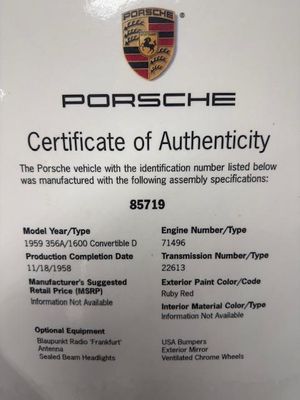 PORSCHE
PORSCHE
Certificate of Authenticity
The Porsche vehicle with the identification number listed below
was manufactured with the following assembly specifications:
85719
Model Year/Type
1959 356A/1600 Convertible D
Production Completion Date
11/18/1958
Manufacturer's Suggested
Retail Price (MSRP)
Information Not Available
Engine Number/Type
71496
Transmission Number/Type
22613
Exterior Paint Color/Code
Ruby Red
Interior Material Color/Type
Information Not Available
Optional Equipment
Blaupunkt Radio 'Frankfurt'
Antenna
Sealed Beam Headlights
USA Bumpers
Exterior Mirror
Ventilated Chrome Wheels